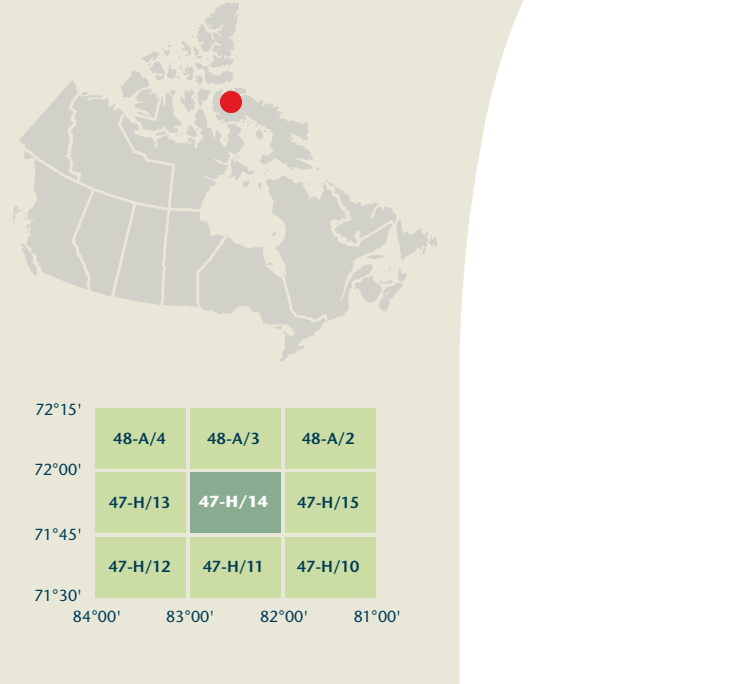 72°15'
48-A/4 48-A/3 48-A/2
72°00'
47-H/13 47-H/14 47-H/15
71°45'
47-H/12 47-H/11 47-H/10
71°30'
84°00' 83°00' 82°00' 81°00'